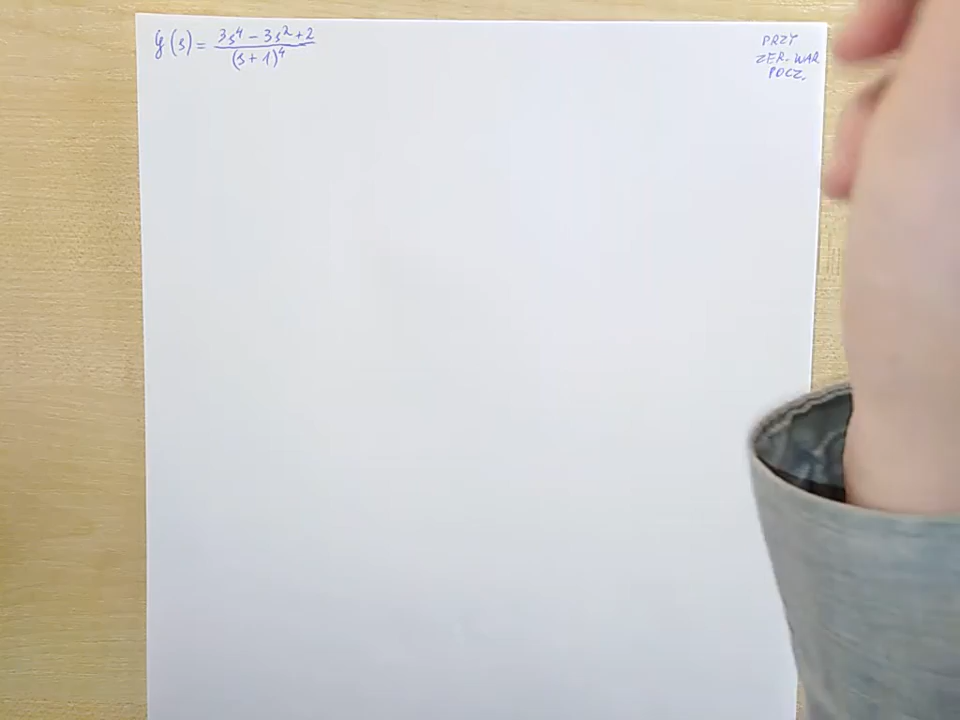 y(s) = (3s⁴ - 3s² + 2) / (s + 1)⁴
PRZY
ZER. WAR
POCZ.